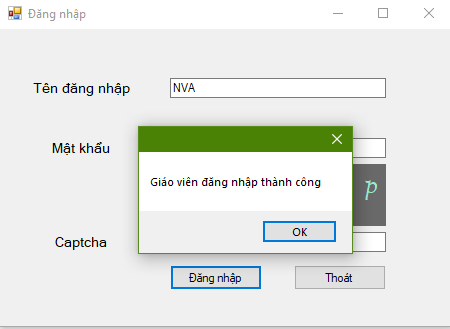 Đăng nhập
Tên đăng nhập
NVA
Mật khẩu
Giáo viên đăng nhập thành công
p
OK
Captcha
Đăng nhập
Thoát